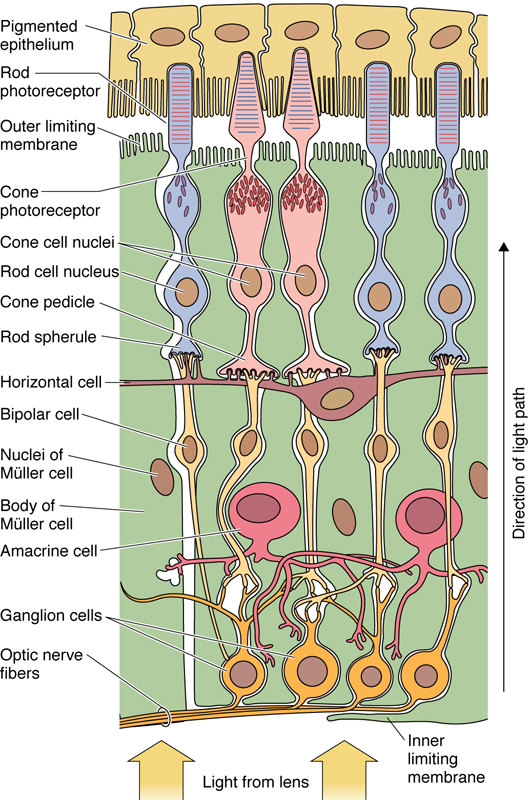 Pigmented
epithelium
Rod
photoreceptor
Outer limiting
membrane
Cone
photoreceptor
Cone cell nuclei
Rod cell nucleus
Cone pedicle
Rod spherule
Horizontal cell
Bipolar cell
Nuclei of
Müller cell
Body of
Müller cell
Amacrine cell
Ganglion cells
Optic nerve
fibers
Direction of light path
Inner
limiting
membrane
Light from lens